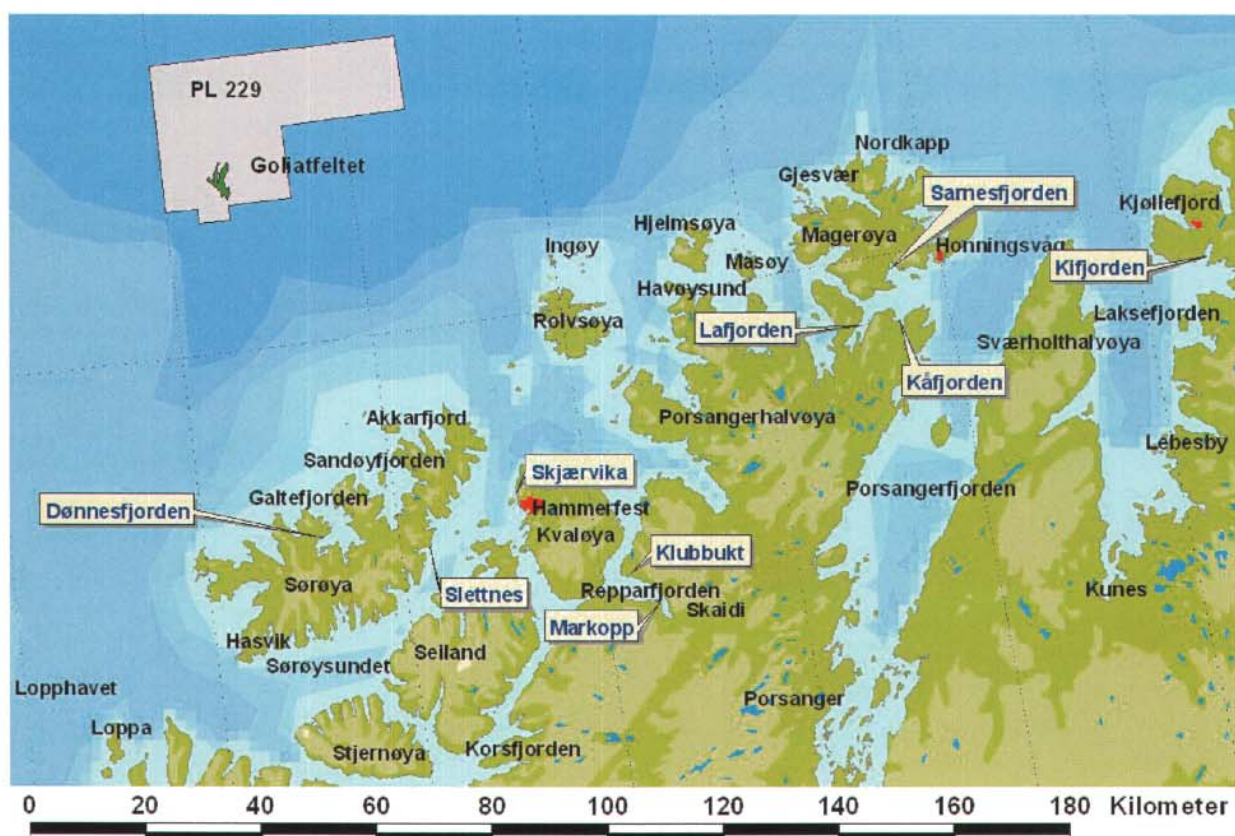 PL 229
Goliatfeltet
Nordkapp
Gjesvær
Sarnesfjorden
Kjøllefjord
Hjelmsøya
Magerøya
Honningsvåg
Ingøy
Masøy
Kifjorden
Havøysund
Rolvsøya
Lafjorden
Laksefjorden
Sværholthalvøya
Kåfjorden
Akkarfjord
Porsangerhalvøya
Sandøyfjorden
Lebesby
Skjærvika
Galtefjorden
Porsangerfjorden
Dønnesfjorden
Hammerfest
Kvaløya
Klubbukt
Sørøya
Slettnes
Repparfjorden
Kunes
Skaidi
Markopp
Hasvik
Seiland
Sørøysundet
Lopphavet
Porsanger
Loppa
Stjernøya
Korsfjorden
0 20 40 60 80 100 120 140 160 180 Kilometer